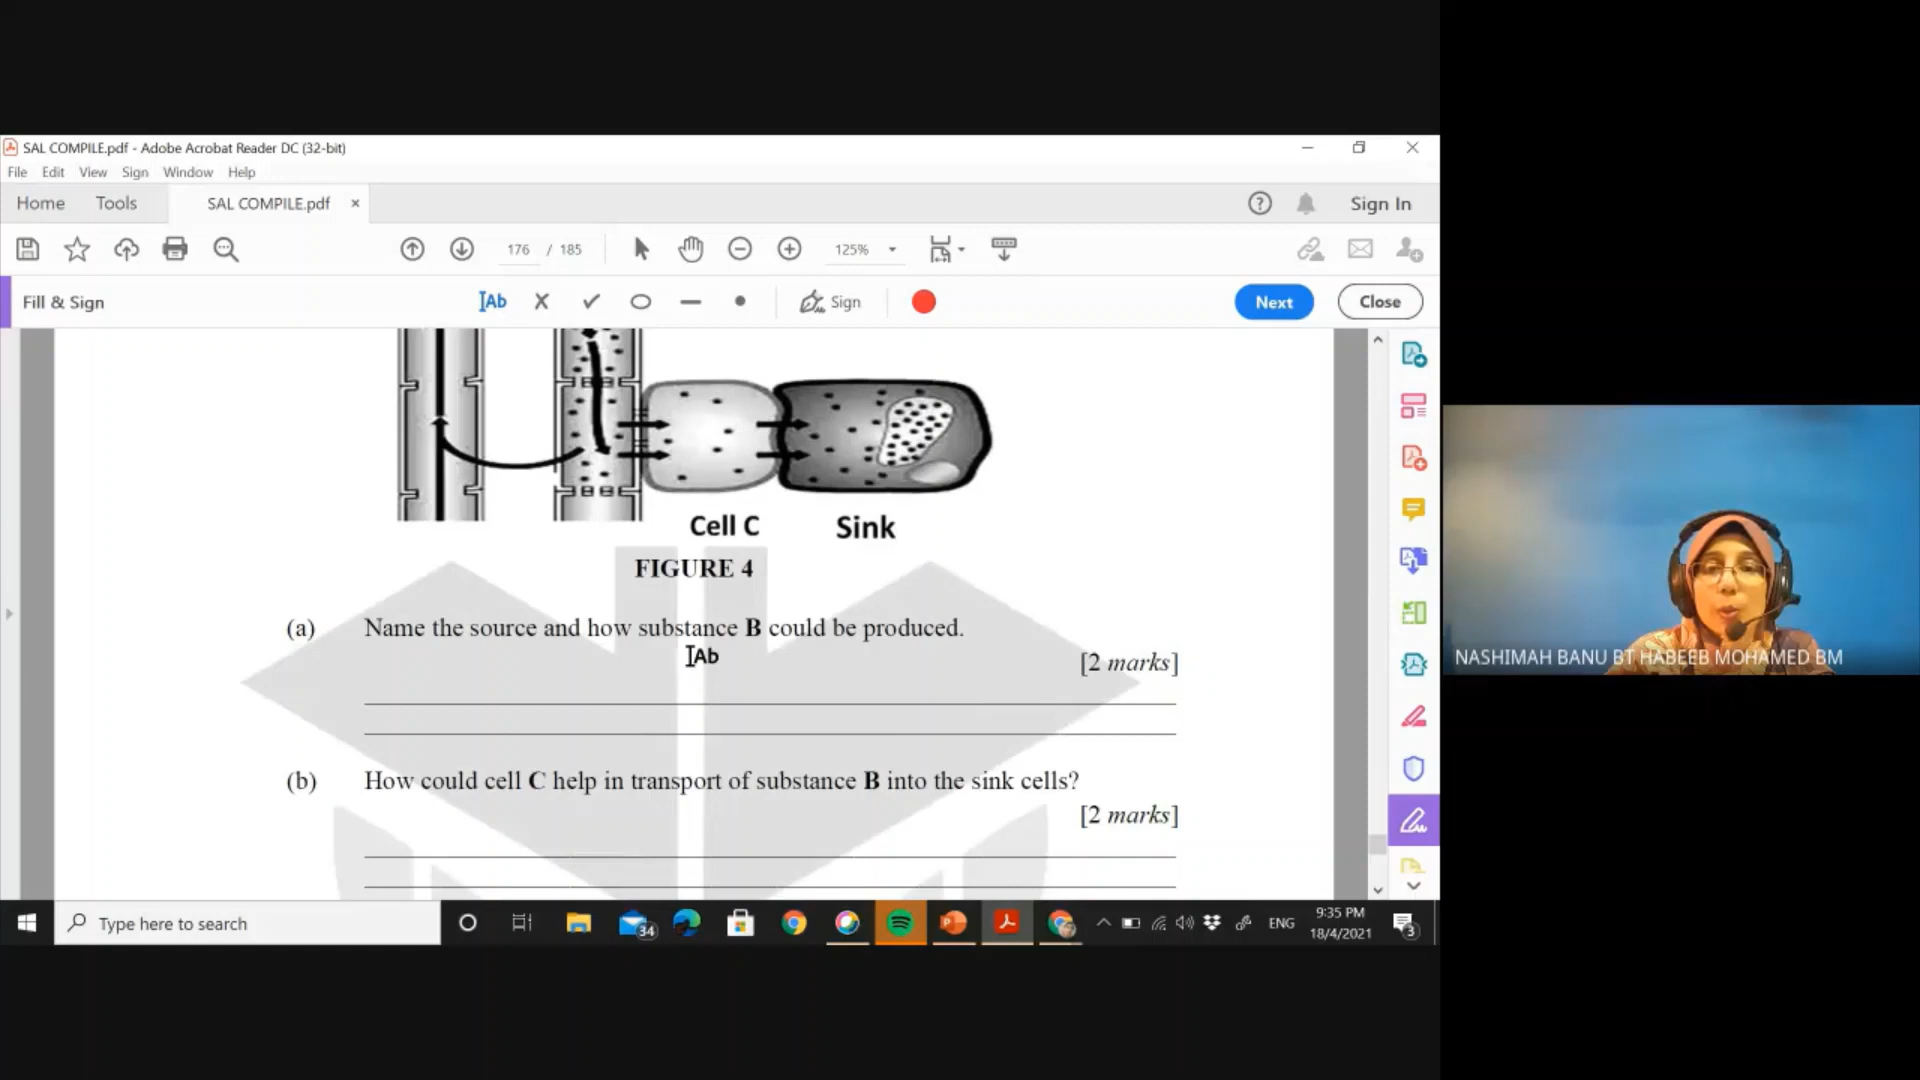 SAL COMPILE.pdf - Adobe Acrobat Reader DC (32-bit)
File Edit View Sign Window Help
Home Tools SAL COMPILE.pdf × Sign In
176 / 185 125%
Fill & Sign IAb Sign Next Close
Cell C Sink
FIGURE 4
(a) Name the source and how substance B could be produced.
IAb
[2 marks]
(b) How could cell C help in transport of substance B into the sink cells?
[2 marks]
NASHIMAH BANU BT HABEEB MOHAMED BM
Type here to search 34 ENG 9:35 PM
18/4/2021 3